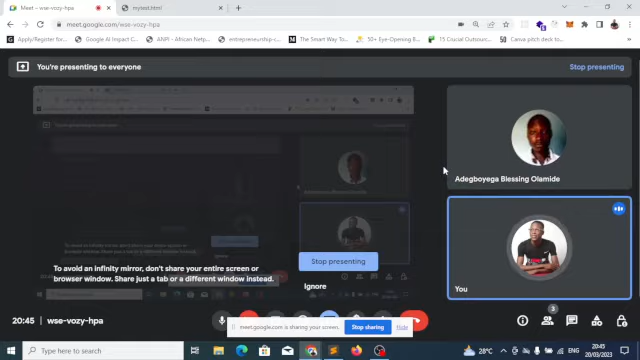 Meet – wse-vozy-hpa
mytest.html
meet.google.com/wse-vozy-hpa
Apply/Register for...
Google AI Impact C...
ANPI - African Netw...
entrepreneurship -...
The Smart Way To...
50+ Eye-Opening B...
15 Crucial Outsourc...
Canva pitch deck to...
You're presenting to everyone
Stop presenting
Adegboyega Blessing Olamide
To avoid an infinity mirror, don't share your entire screen or
browser window. Share just a tab or a different window instead.
Stop presenting
Ignore
You
20:45
wse-vozy-hpa
3
meet.google.com is sharing your screen.
Stop sharing
Hide
Type here to search
28°C
ENG
20:45
20/03/2023